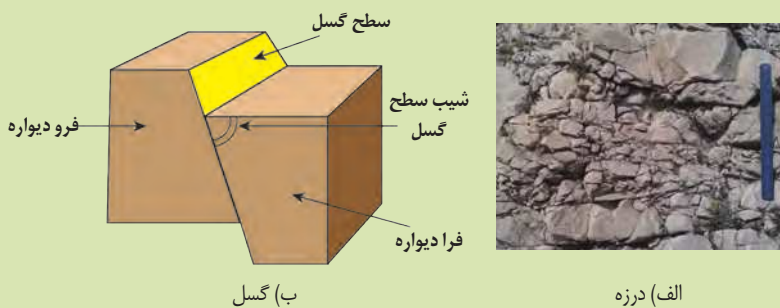 سطح گسل
شیب سطح
گسل
فرو دیواره
فرا دیواره
الف) درزه
ب) گسل